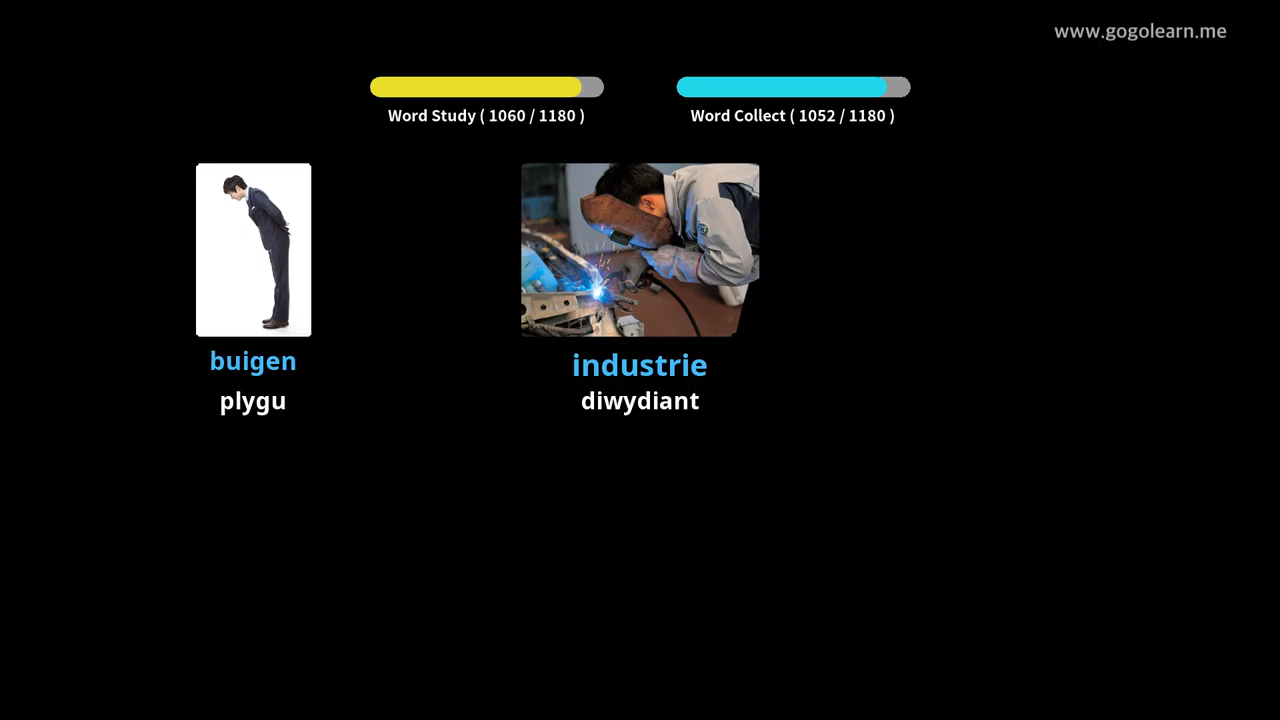 www.gogolearn.me
Word Study ( 1060 / 1180 )
Word Collect ( 1052 / 1180 )
buigen
plygu
industrie
diwydiant